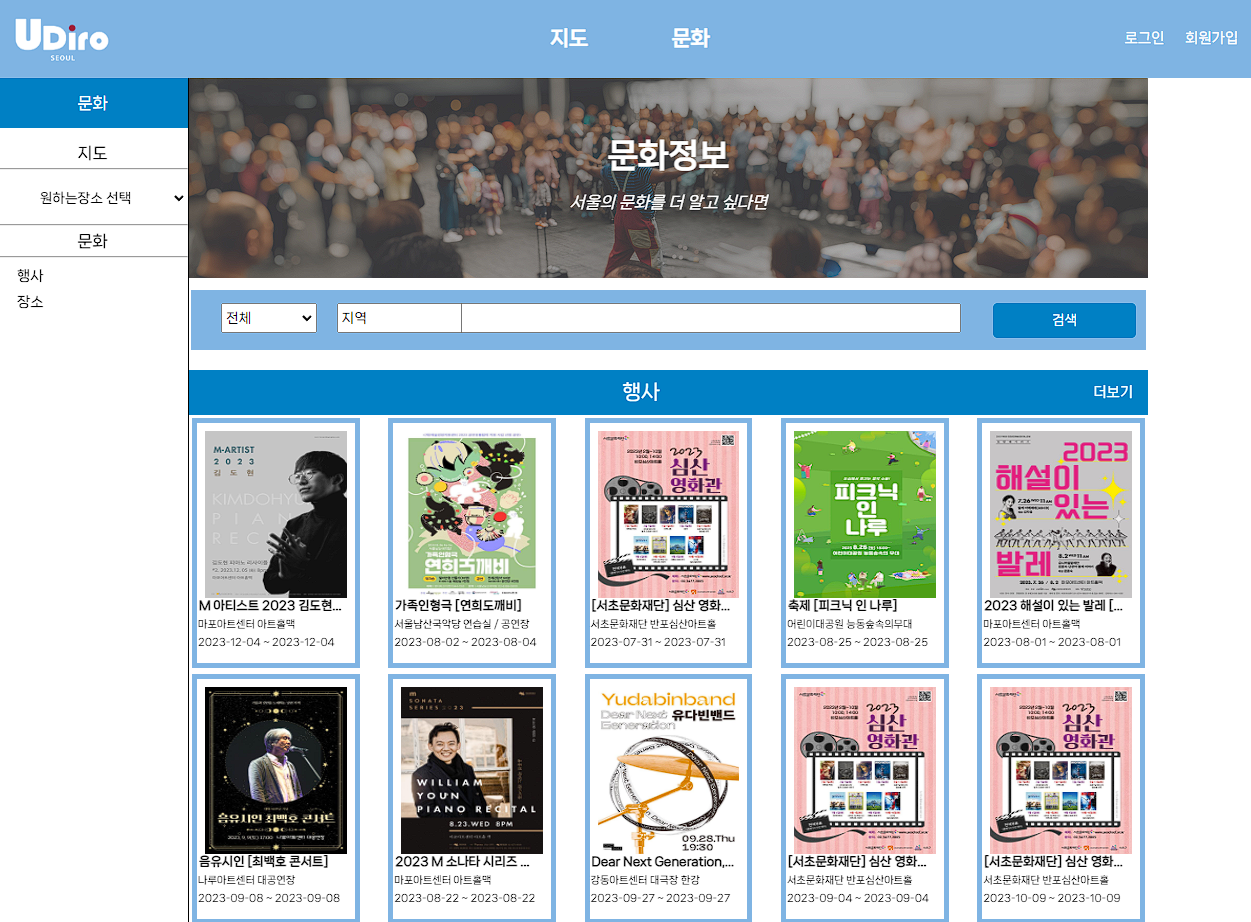 UDiro
SEOUL
지도
문화
로그인
회원가입
문화
지도
원하는장소 선택
문화
행사
장소
문화정보
서울의 문화를 더 알고 싶다면
전체
지역
검색
행사
더보기
M-ARTIST
2 0 2 3
김 도 현
KIMDOHYU
PIAN
REC
M 아티스트 2023 김도현...
마포아트센터 아트홀맥
2023-12-04 ~ 2023-12-04
가족인형극
연희도깨비
가족인형극 [연희도깨비]
서울남산국악당 연습실 / 공연장
2023-08-02 ~ 2023-08-04
2023
심산
영화관
[서초문화재단] 심산 영화...
서초문화재단 반포심산아트홀
2023-07-31 ~ 2023-07-31
피크닉
인
나루
축제 [피크닉 인 나루]
어린이대공원 능동숲속의무대
2023-08-25 ~ 2023-08-25
2023
해설이
있는
발레
2023 해설이 있는 발레 [...
마포아트센터 아트홀맥
2023-08-01 ~ 2023-08-01
음유시인 최백호 콘서트
음유시인 [최백호 콘서트]
나루아트센터 대공연장
2023-09-08 ~ 2023-09-08
SONATA
SERIES 2023
WILLIAM
YOUN
PIANO RECITAL
8.23.WED 8PM
2023 M 소나타 시리즈 ...
마포아트센터 아트홀맥
2023-08-22 ~ 2023-08-22
Yudabinband
Dear Next 유다빈밴드
Generation
09.28.Thu
19:30
Dear Next Generation,...
강동아트센터 대극장 한강
2023-09-27 ~ 2023-09-27
2023
심산
영화관
[서초문화재단] 심산 영화...
서초문화재단 반포심산아트홀
2023-09-04 ~ 2023-09-04
2023
심산
영화관
[서초문화재단] 심산 영화...
서초문화재단 반포심산아트홀
2023-10-09 ~ 2023-10-09